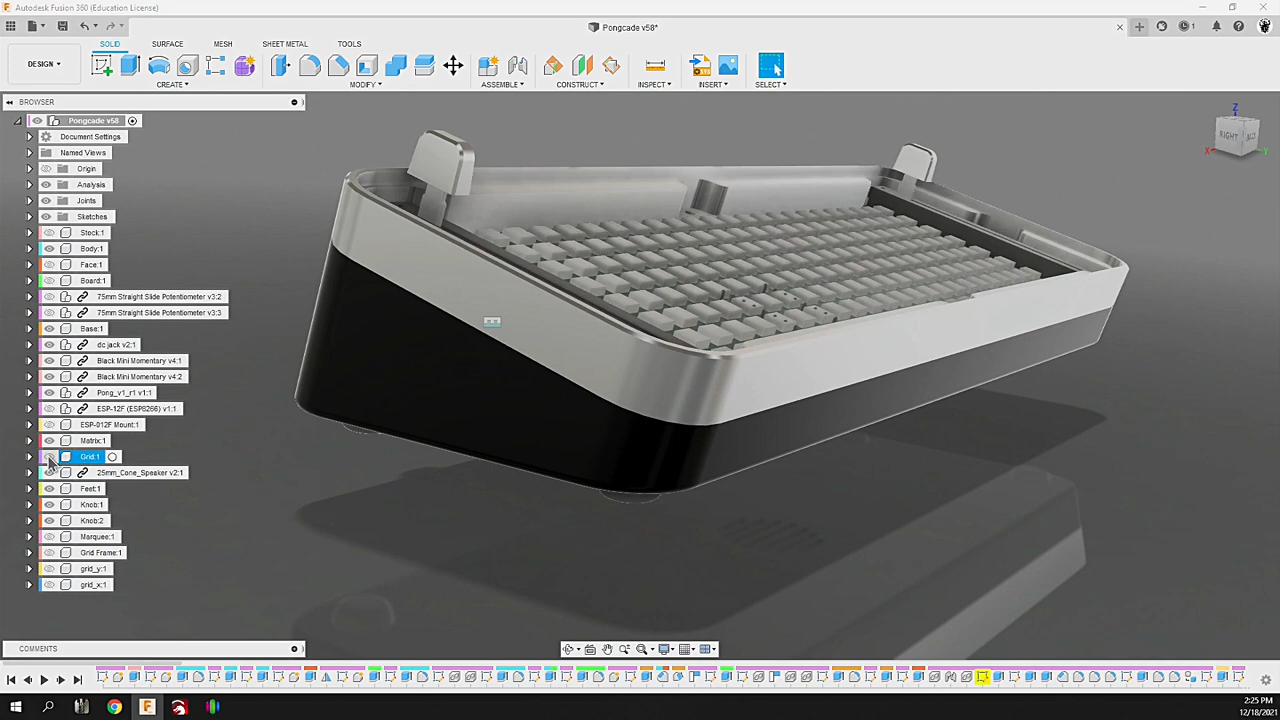 Autodesk Fusion 360 (Education License)
Pongcade v58*
1
DESIGN
SOLID
SURFACE
MESH
SHEET METAL
TOOLS
CREATE
MODIFY
ASSEMBLE
CONSTRUCT
INSPECT
INSERT
SELECT
BROWSER
Pongcade v58
Document Settings
Named Views
Origin
Analysis
Joints
Sketches
Stock:1
Body:1
Face:1
Board:1
75mm Straight Slide Potentiometer v3:2
75mm Straight Slide Potentiometer v3:3
Base:1
dc jack v2:1
Black Mini Momentary v4:1
Black Mini Momentary v4:2
Pong_v1_r1 v1:1
ESP-12F (ESP8266) v1:1
ESP-012F Mount:1
Matrix:1
Grid:1
25mm_Cone_Speaker v2:1
Feet:1
Knob:1
Knob:2
Marquee:1
Grid Frame:1
grid_y:1
grid_x:1
Z
RIGHT
X
Y
COMMENTS
2:25 PM
12/18/2021